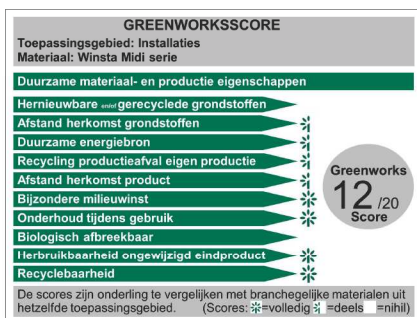 GREENWORKSSCORE
Toepassingsgebied: Installaties
Materiaal: Winsta Midi serie
Duurzame materiaal- en productie eigenschappen
Hernieuwbare en/of gerecyclede grondstoffen
Afstand herkomst grondstoffen
Duurzame energiebron
Recycling productieafval eigen productie
Afstand herkomst product
Bijzondere milieuwinst
Onderhoud tijdens gebruik
Biologisch afbreekbaar
Herbruikbaarheid ongewijzigd eindproduct
Recyclebaarheid
Greenworks
12 /20
Score
De scores zijn onderling te vergelijken met branchegelijke materialen uit
hetzelfde toepassingsgebied. (Scores: =volledig =deels =nihil)